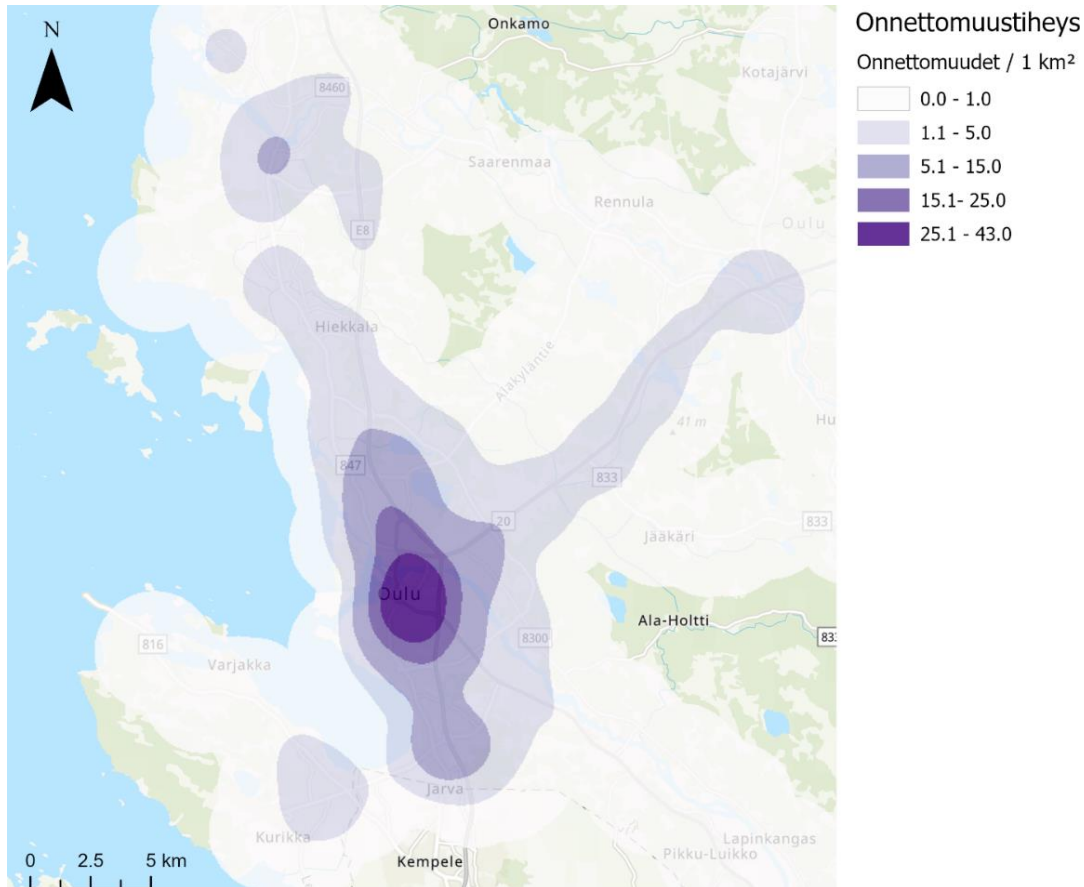 N
Onkamo
Kotajärvi
8460
Saarenmaa
Rennula
Oulu
E8
Hiekkala
Alakyläntie
41 m
Hu
847
833
20
833
Jääkäri
Oulu
Ala-Holtti
8300
833
816
Varjakka
Jarva
Kurikka
Lapinkangas
Pikku-Luikko
Kempele
0 2.5 5 km
Onnettomuustiheys
Onnettomuudet / 1 km²
0.0 - 1.0
1.1 - 5.0
5.1 - 15.0
15.1- 25.0
25.1 - 43.0